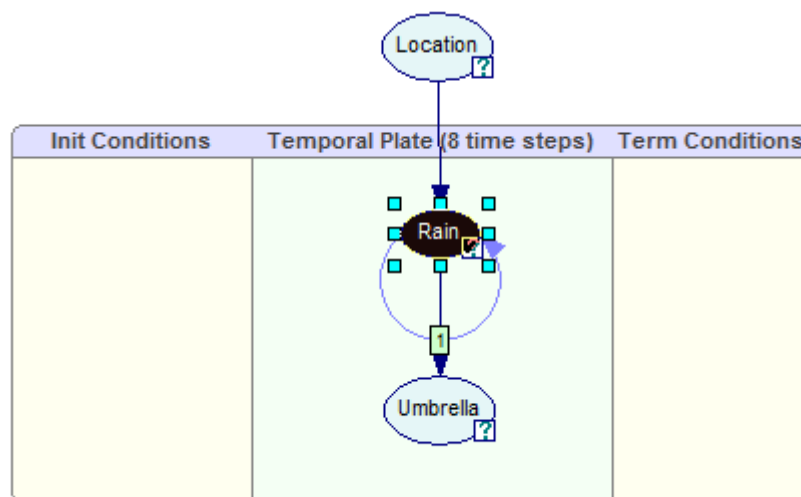 Location
?
Init Conditions
Temporal Plate (8 time steps)
Term Conditions
Rain
?
1
Umbrella
?